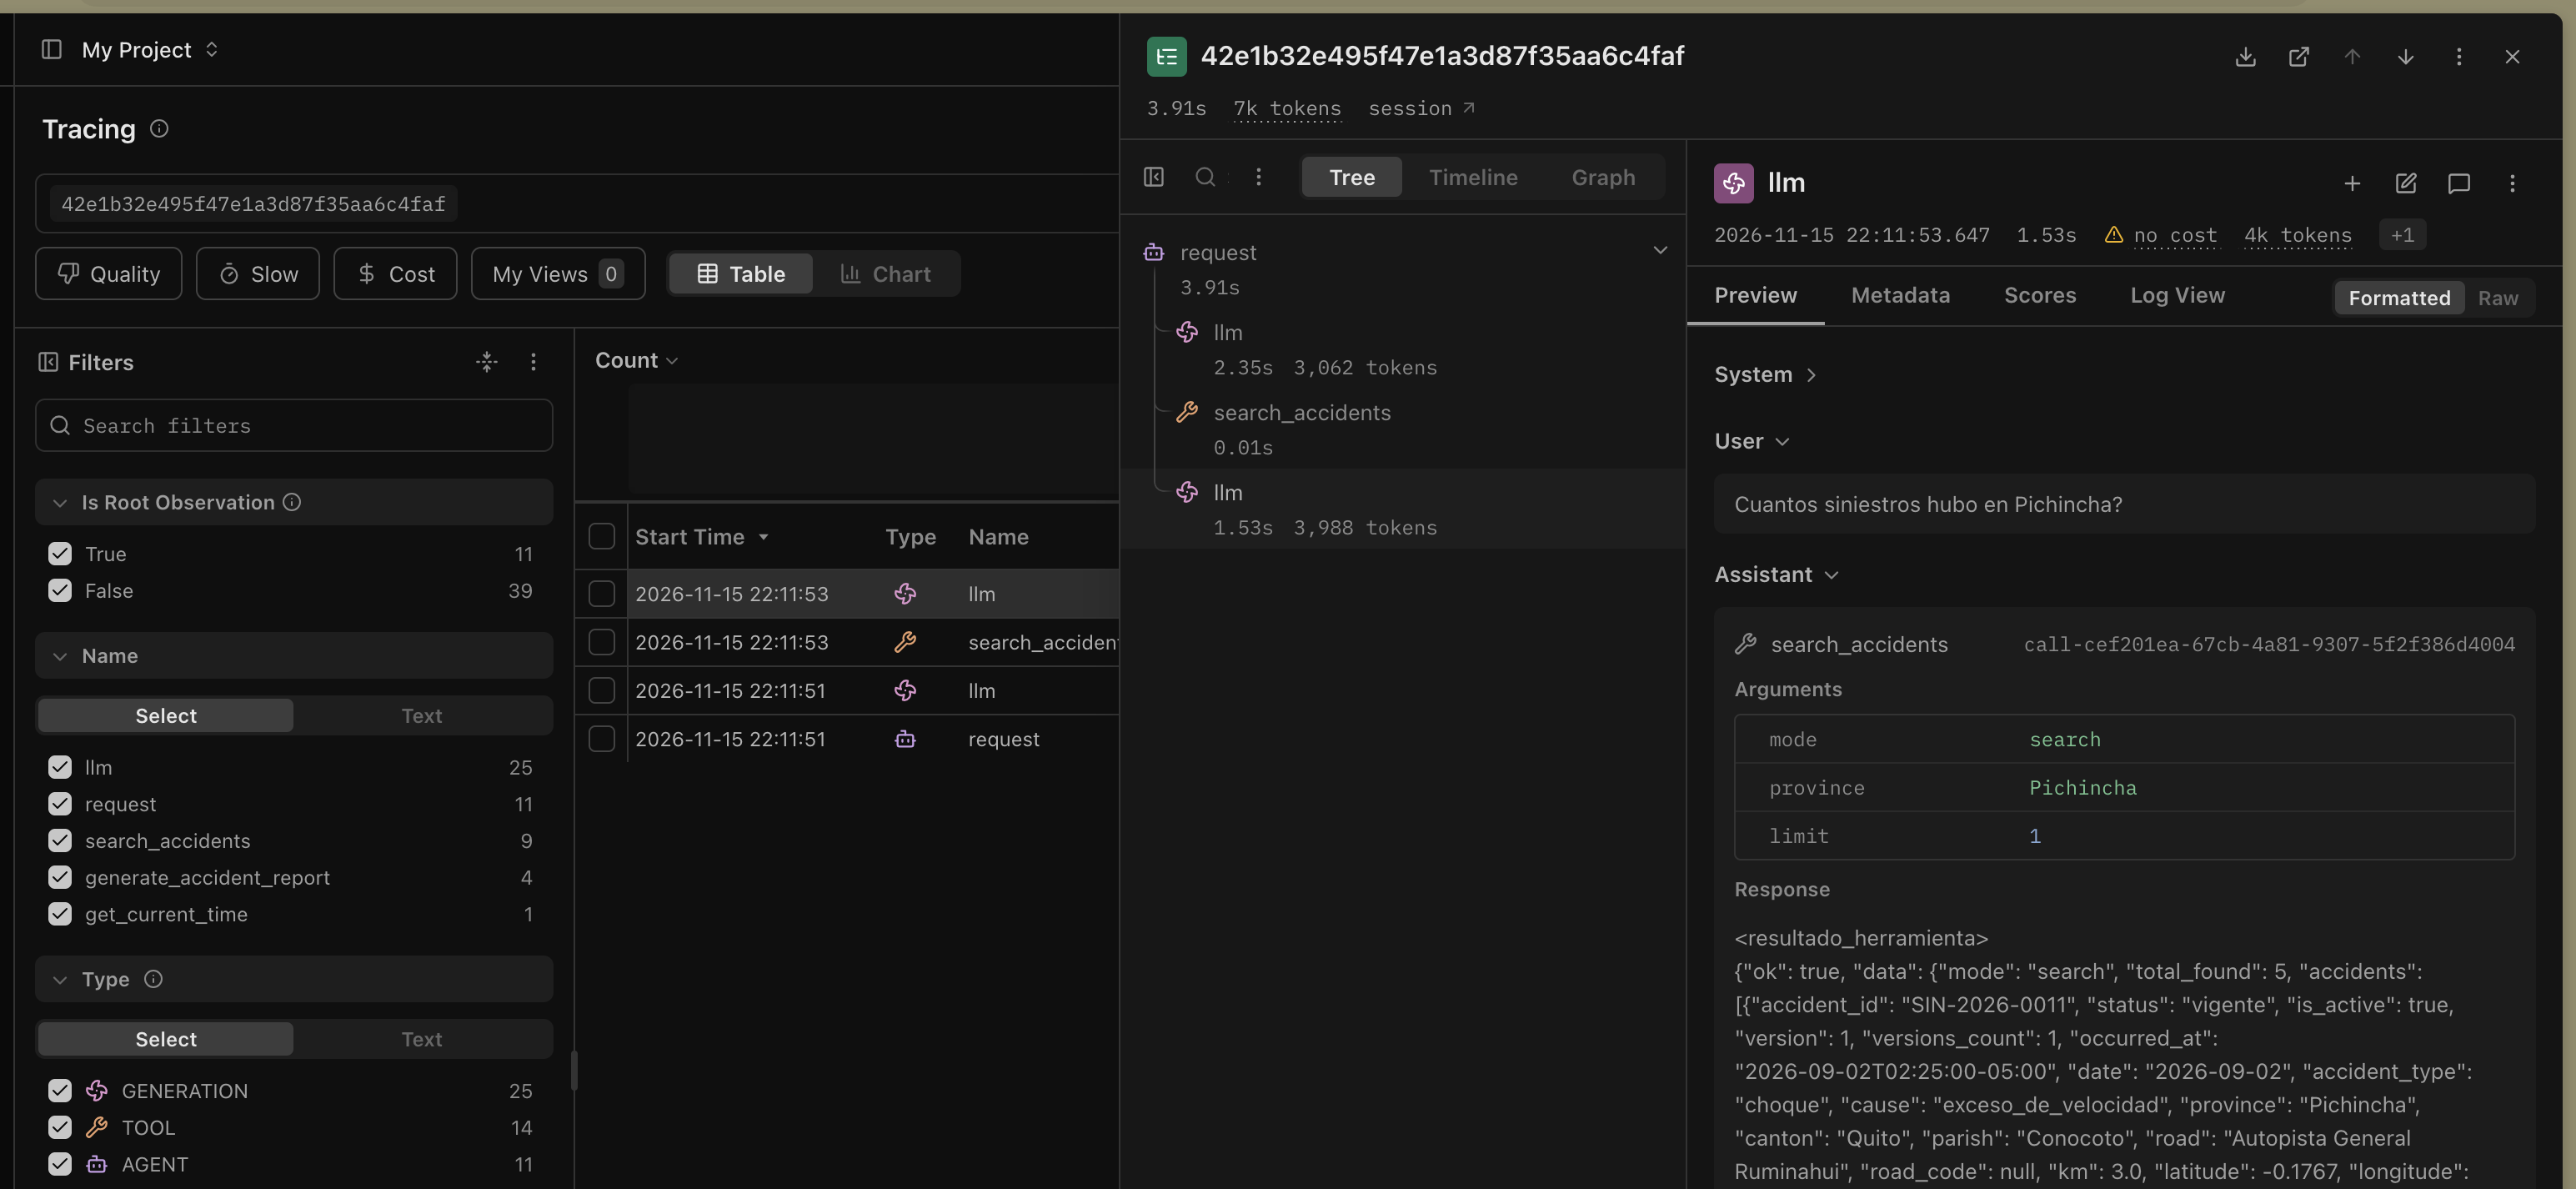 My Project
Tracing
42e1b32e495f47e1a3d87f35aa6c4faf
Quality
Slow
Cost
My Views 0
Table
Chart
Filters
Search filters
Is Root Observation
True 11
False 39
Name
Select Text
llm 25
request 11
search_accidents 9
generate_accident_report 4
get_current_time 1
Type
Select Text
GENERATION 25
TOOL 14
AGENT 11
Count
Start Time Type Name
2026-11-15 22:11:53 llm
2026-11-15 22:11:53 search_acciden
2026-11-15 22:11:51 llm
2026-11-15 22:11:51 request
42e1b32e495f47e1a3d87f35aa6c4faf
3.91s 7k tokens session
Tree Timeline Graph
request
3.91s
llm
2.35s 3,062 tokens
search_accidents
0.01s
llm
1.53s 3,988 tokens
llm
2026-11-15 22:11:53.647 1.53s no cost 4k tokens +1
Preview Metadata Scores Log View Formatted Raw
System
User
Cuantos siniestros hubo en Pichincha?
Assistant
search_accidents call-cef201ea-67cb-4a81-9307-5f2f386d4004
Arguments
mode search
province Pichincha
limit 1
Response
<resultado_herramienta>
{"ok": true, "data": {"mode": "search", "total_found": 5, "accidents":
[{"accident_id": "SIN-2026-0011", "status": "vigente", "is_active": true,
"version": 1, "versions_count": 1, "occurred_at":
"2026-09-02T02:25:00-05:00", "date": "2026-09-02", "accident_type":
"choque", "cause": "exceso_de_velocidad", "province": "Pichincha",
"canton": "Quito", "parish": "Conocoto", "road": "Autopista General
Ruminahui", "road_code": null, "km": 3.0, "latitude": -0.1767, "longitude":